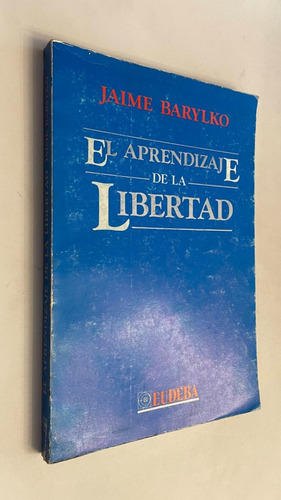 JAIME BARYLKO
EL APRENDIZAJE
DE LA
LIBERTAD
EUDEBA